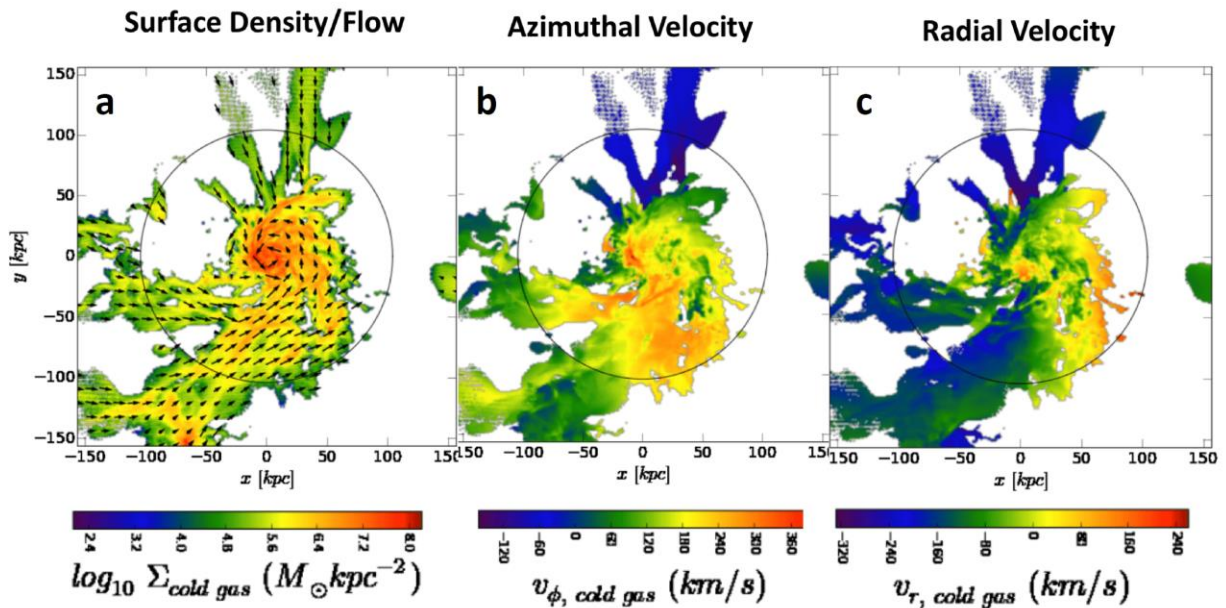 Surface Density/Flow Azimuthal Velocity Radial Velocity
a b c
150
100
50
0
−50
−100
−150
y [kpc]
−150 −100 −50 0 50 100 150 −100 −50 0 50 100 150 −100 −50 0 50 100 150
x [kpc] x [kpc] x [kpc]
2.4 3.2 4.0 4.8 5.6 6.4 7.2 8.0
−120 −60 0 60 120 180 240 300 360
−320 −240 −160 −80 0 80 160 240
log₁₀ Σcold gas (M⊙kpc⁻²) vϕ, cold gas (km/s) vr, cold gas (km/s)